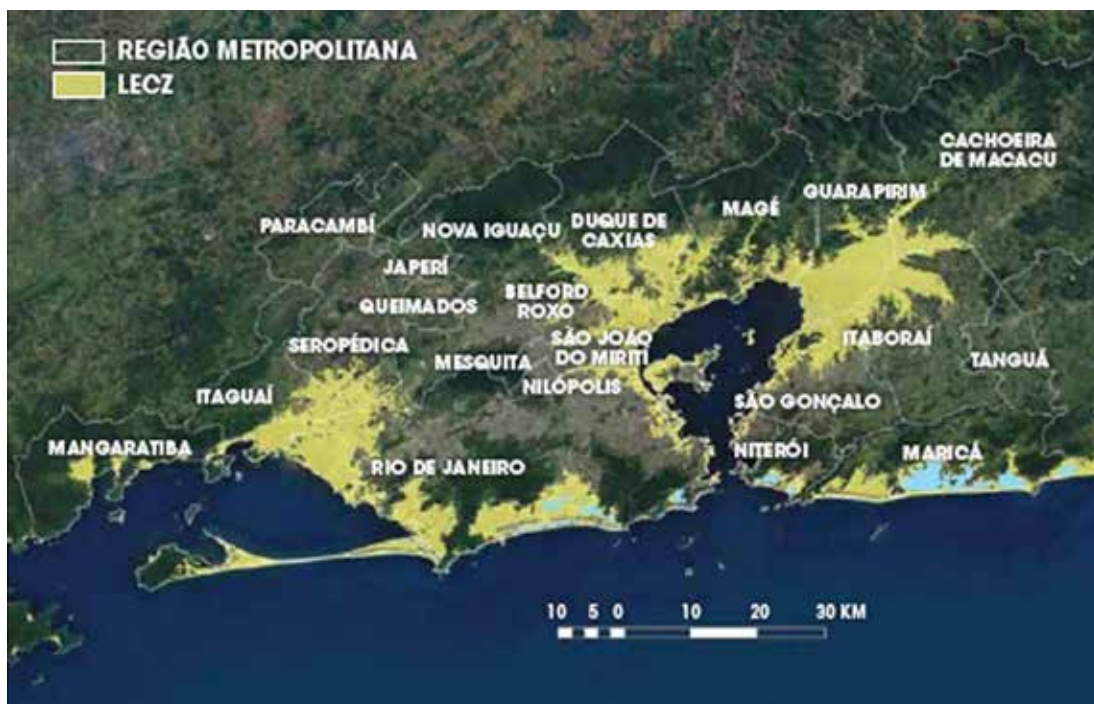 REGIÃO METROPOLITANA
LECZ
CACHOEIRA
DE MACACU
GUARAPIRIM
MAGÉ
DUQUE DE
CAXIAS
PARACAMBÍ
NOVA IGUAÇU
JAPERÍ
BELFORD
ROXO
QUEIMADOS
SÃO JOÃO
DO MIRITÍ
ITABORAÍ
SEROPÉDICA
MESQUITA
TANGUÁ
NILÓPOLIS
ITAGUAÍ
SÃO GONÇALO
MANGARATIBA
NITERÓI
MARICÁ
RIO DE JANEIRO
10 5 0 10 20 30 KM